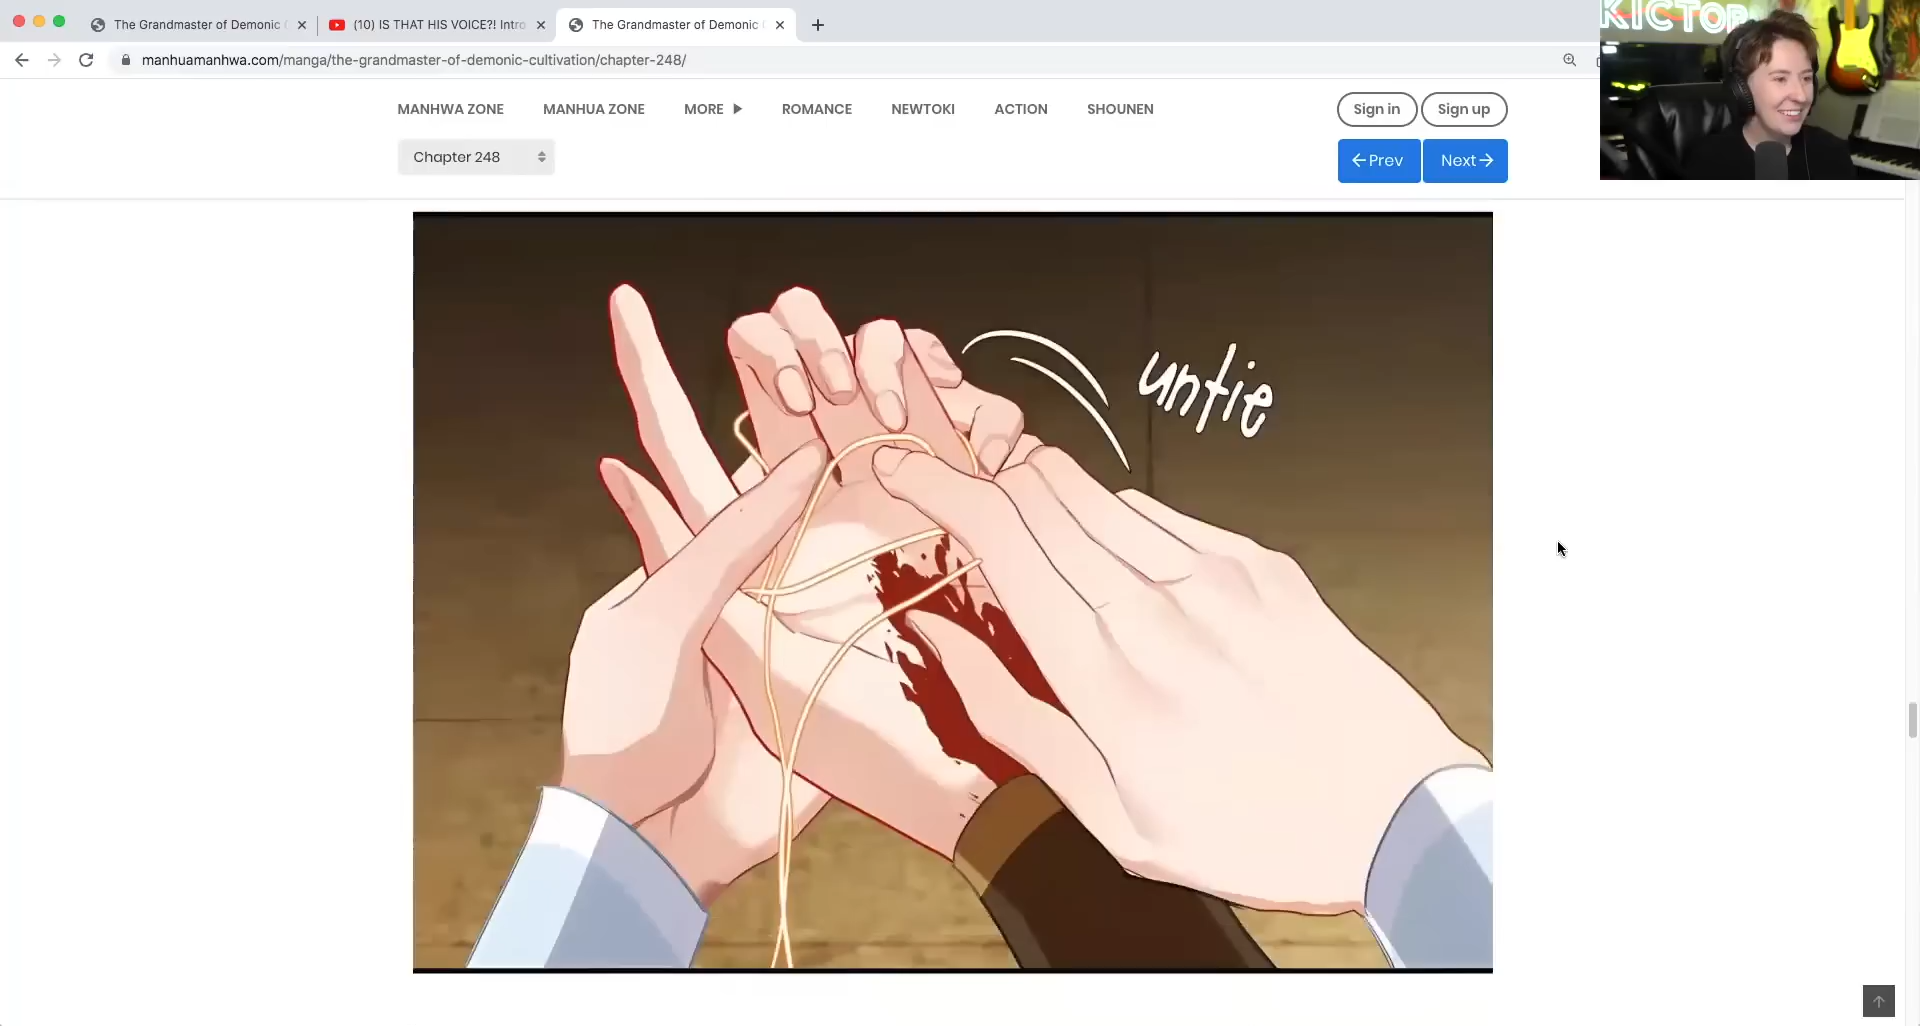 The Grandmaster of Demonic
(10) IS THAT HIS VOICE?! Intro
The Grandmaster of Demonic
manhuamanhwa.com/manga/the-grandmaster-of-demonic-cultivation/chapter-248/
KICTOR
MANHWA ZONE
MANHUA ZONE
MORE
ROMANCE
NEWTOKI
ACTION
SHOUNEN
Sign in
Sign up
Chapter 248
Prev
Next
untie